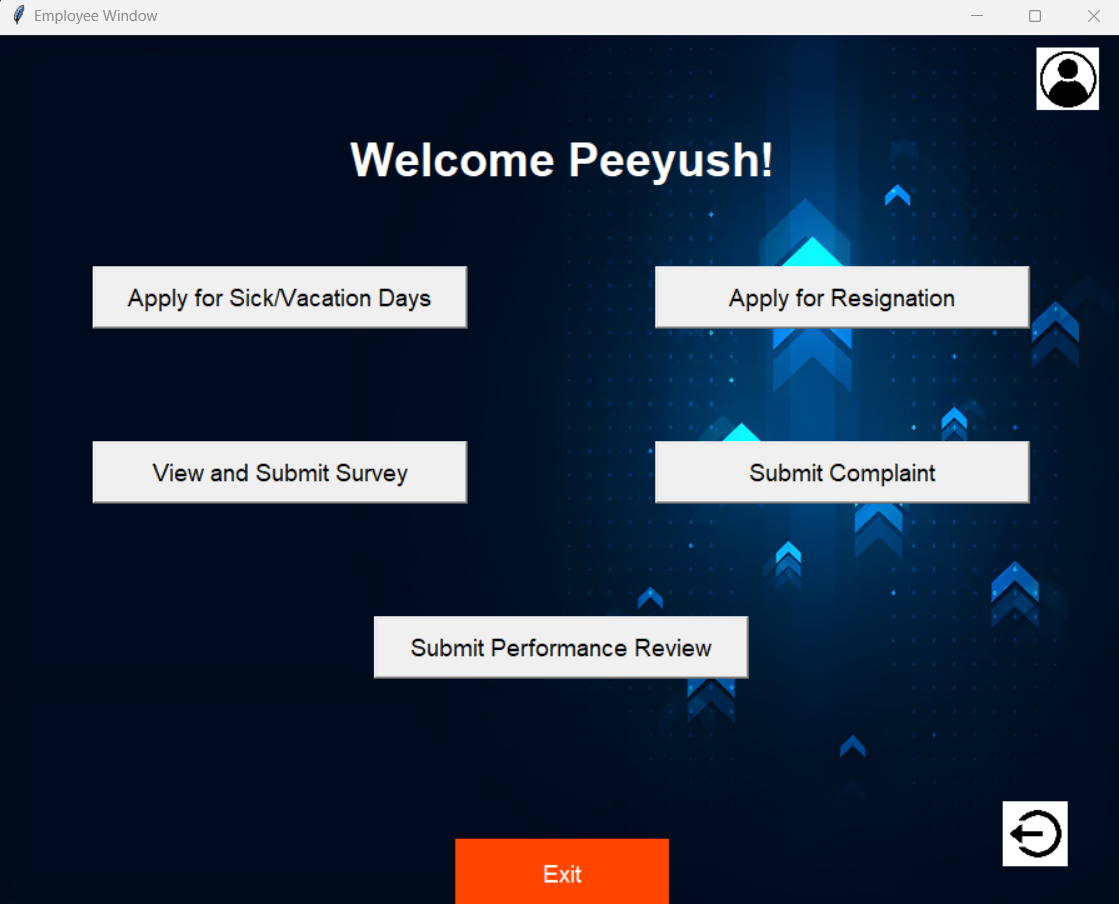 Employee Window
Welcome Peeyush!
Apply for Sick/Vacation Days
Apply for Resignation
View and Submit Survey
Submit Complaint
Submit Performance Review
Exit